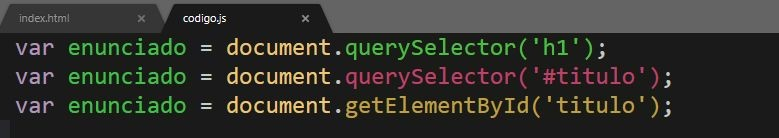 index.html × codigo.js ×
var enunciado = document.querySelector('h1');
var enunciado = document.querySelector('#titulo');
var enunciado = document.getElementById('titulo');